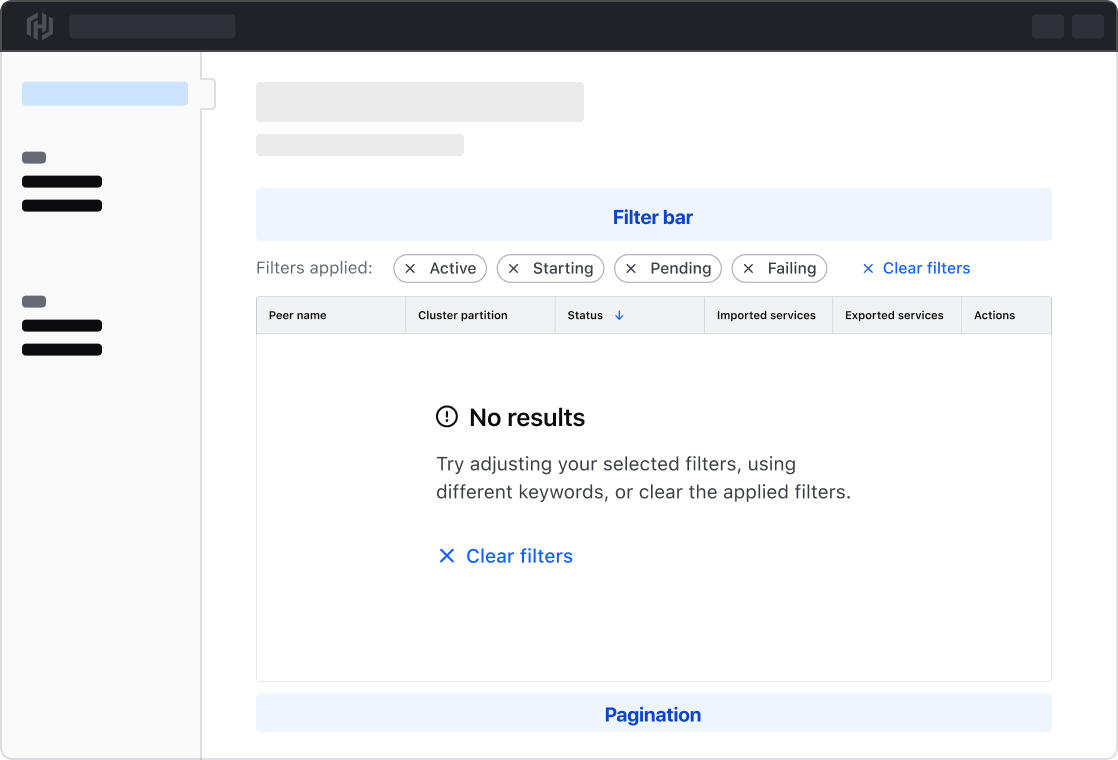 Filter bar
Filters applied: Active Starting Pending Failing Clear filters
Peer name Cluster partition Status Imported services Exported services Actions
No results
Try adjusting your selected filters, using
different keywords, or clear the applied filters.
Clear filters
Pagination